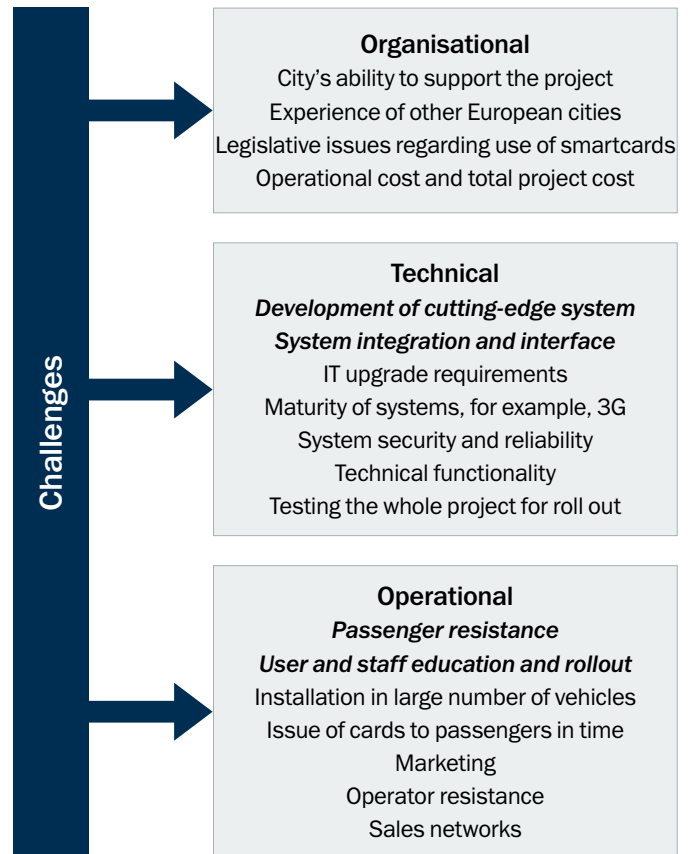 Challenges
Organisational
City's ability to support the project
Experience of other European cities
Legislative issues regarding use of smartcards
Operational cost and total project cost
Technical
Development of cutting-edge system
System integration and interface
IT upgrade requirements
Maturity of systems, for example, 3G
System security and reliability
Technical functionality
Testing the whole project for roll out
Operational
Passenger resistance
User and staff education and rollout
Installation in large number of vehicles
Issue of cards to passengers in time
Marketing
Operator resistance
Sales networks